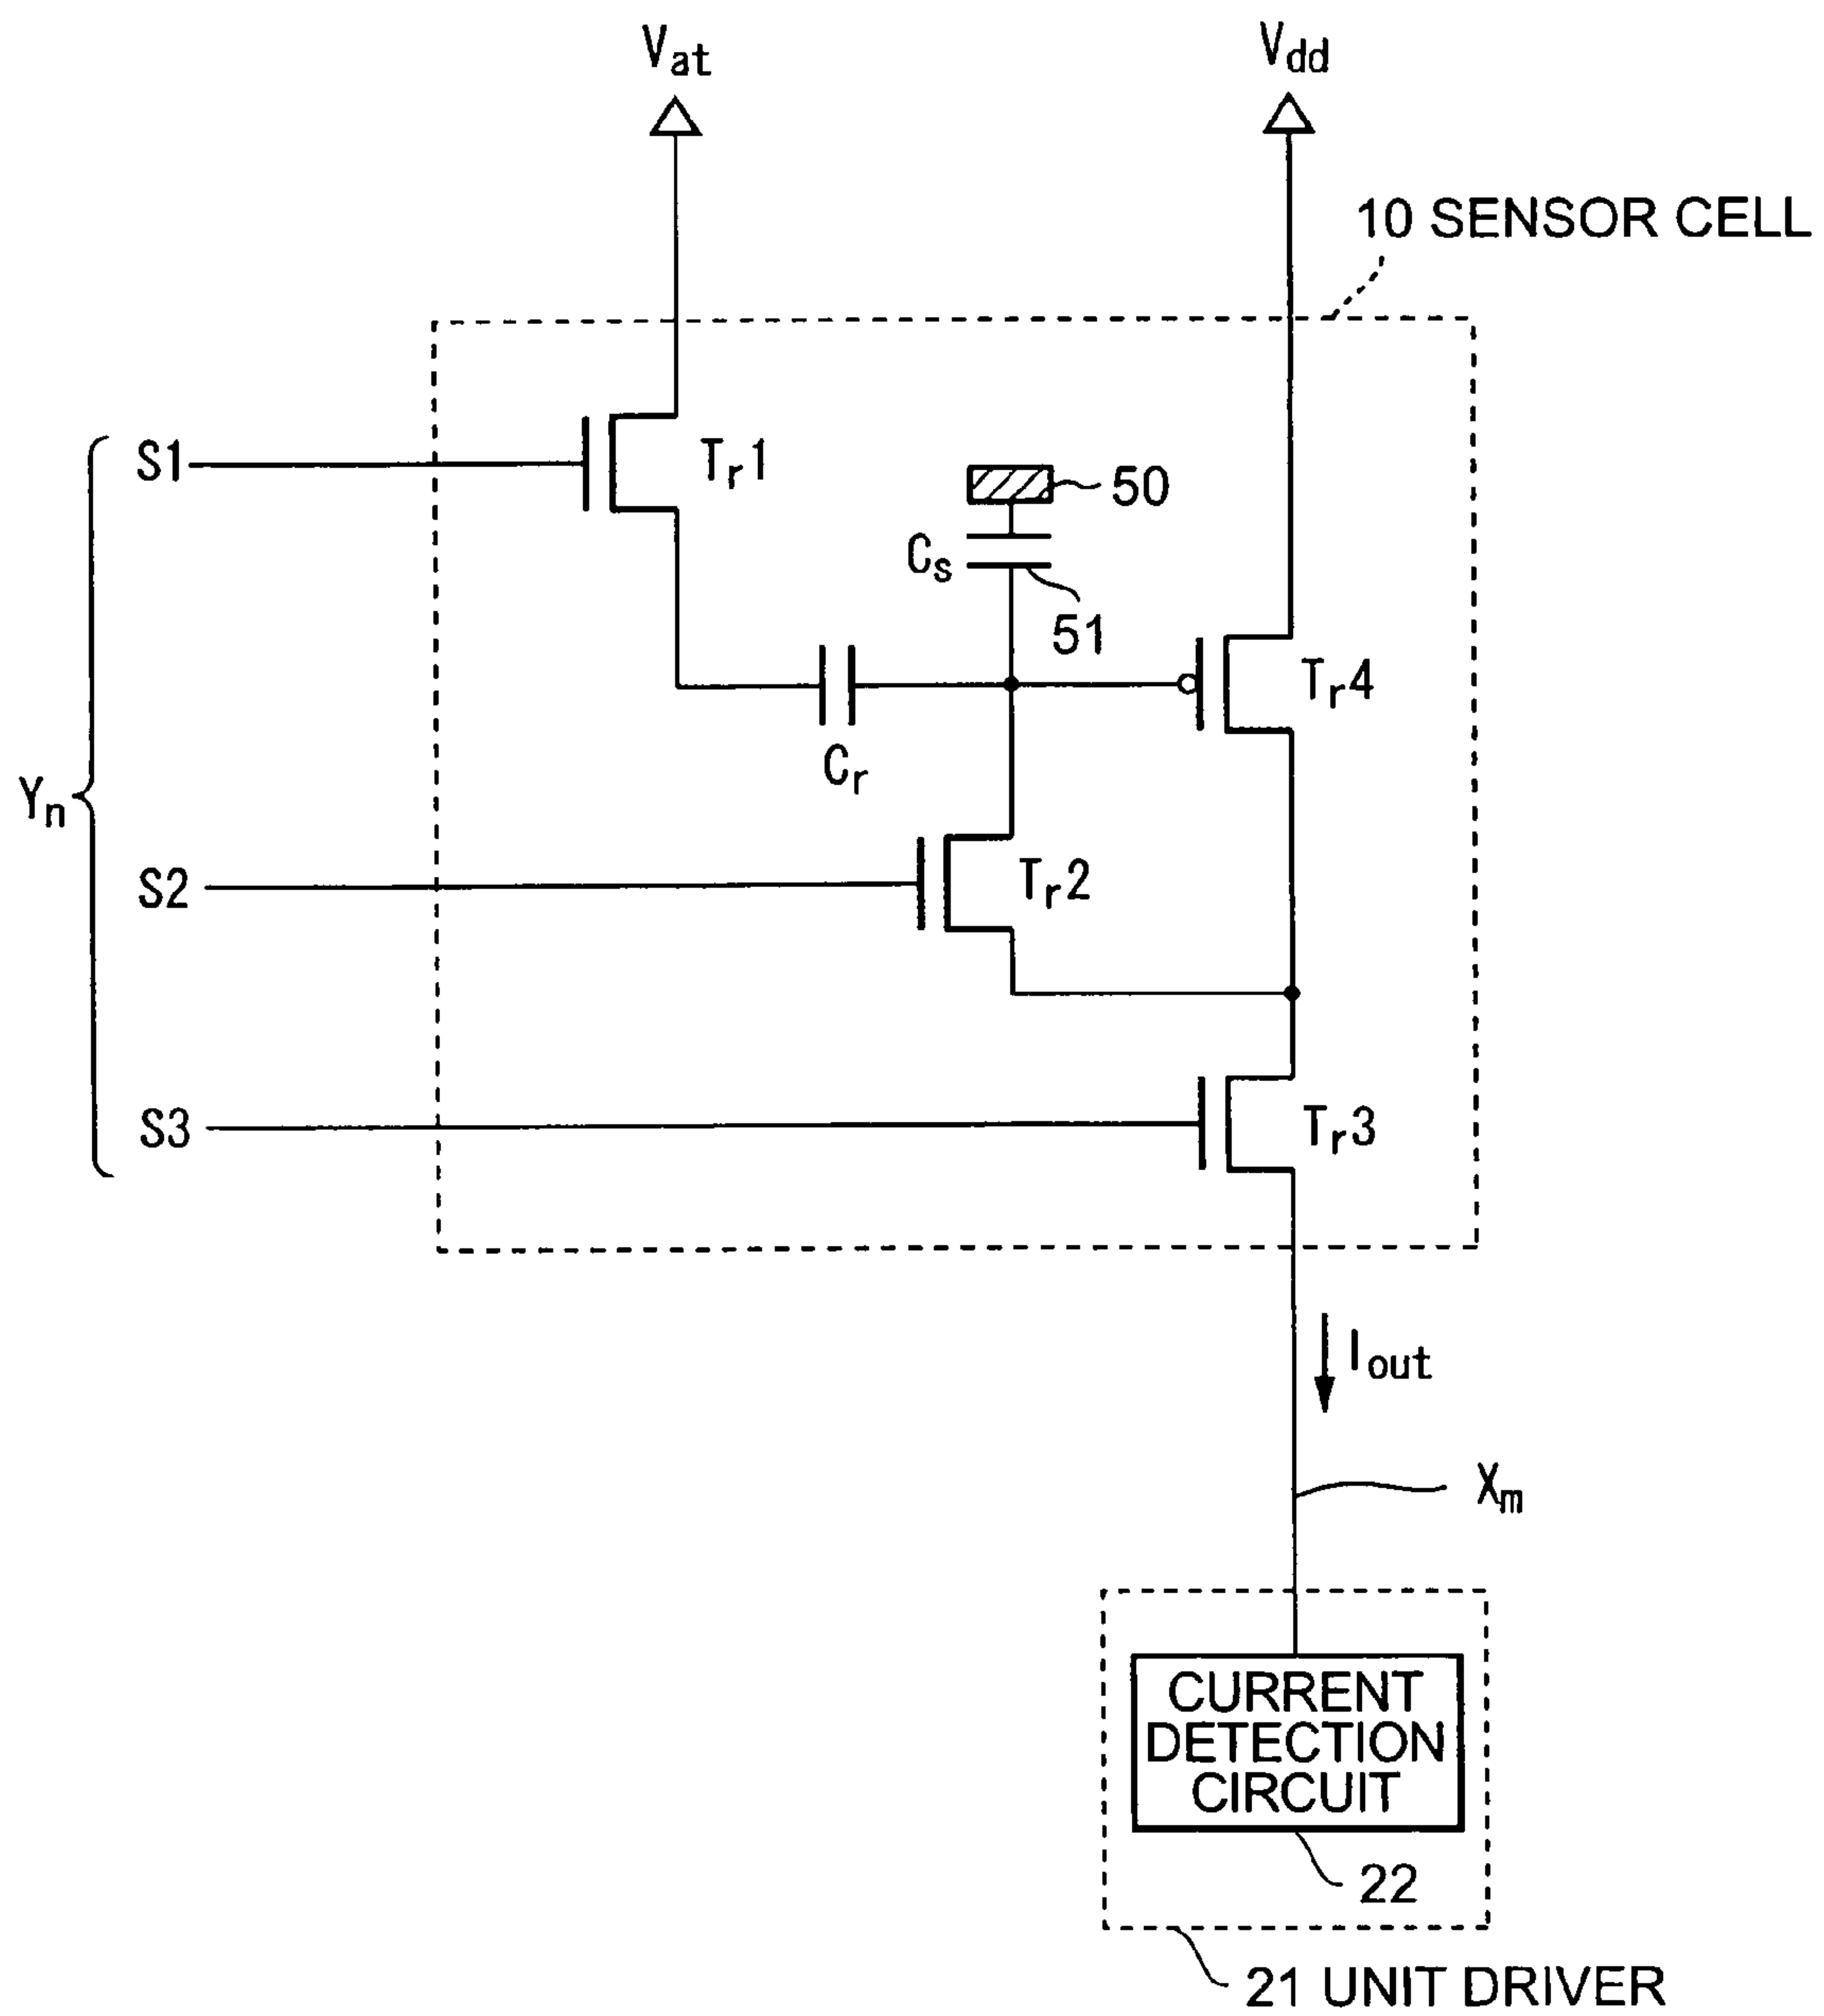 Vat
Vdd
10 SENSOR CELL
S1
Tr1
50
Cs
51
Tr4
Cr
Yn
Tr2
S2
Tr3
S3
Iout
Xm
CURRENT
DETECTION
CIRCUIT
22
21 UNIT DRIVER